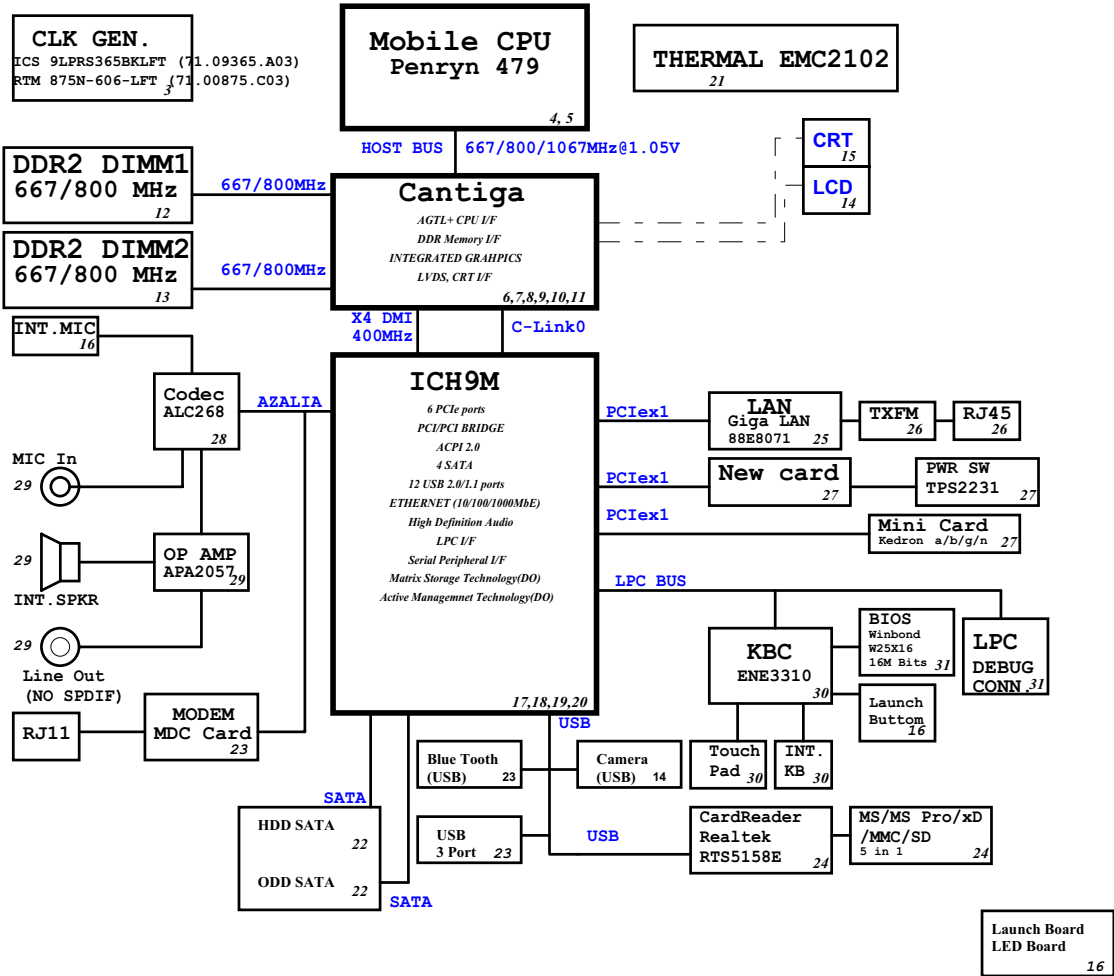 CLK GEN.
ICS 9LPRS365BKLFT (71.09365.A03)
RTM 875N-606-LFT (71.00875.C03)
3
Mobile CPU
Penryn 479
4, 5
THERMAL EMC2102
21
HOST BUS 667/800/1067MHz@1.05V
CRT
15
LCD
14
DDR2 DIMM1
667/800 MHz
12
667/800MHz
DDR2 DIMM2
667/800 MHz
13
667/800MHz
Cantiga
AGTL+ CPU I/F
DDR Memory I/F
INTEGRATED GRAHPICS
LVDS, CRT I/F
6,7,8,9,10,11
X4 DMI
400MHz
C-Link0
INT.MIC
16
Codec
ALC268
28
AZALIA
MIC In
29
29
INT.SPKR
OP AMP
APA2057
29
29
Line Out
(NO SPDIF)
RJ11
MODEM
MDC Card
23
ICH9M
6 PCIe ports
PCI/PCI BRIDGE
ACPI 2.0
4 SATA
12 USB 2.0/1.1 ports
ETHERNET (10/100/1000MbE)
High Definition Audio
LPC I/F
Serial Peripheral I/F
Matrix Storage Technology(DO)
Active Managemnet Technology(DO)
17,18,19,20
PCIex1
LAN
Giga LAN
88E8071
25
TXFM
26
RJ45
26
PCIex1
New card
27
PWR SW
TPS2231
27
PCIex1
Mini Card
Kedron a/b/g/n
27
LPC BUS
KBC
ENE3310
30
BIOS
Winbond
W25X16
16M Bits
31
LPC
DEBUG
CONN.
31
Launch
Buttom
16
Touch
Pad
30
INT.
KB
30
USB
Blue Tooth
(USB)
23
Camera
(USB)
14
USB
3 Port
23
USB
CardReader
Realtek
RTS5158E
24
MS/MS Pro/xD
/MMC/SD
5 in 1
24
SATA
HDD SATA
22
ODD SATA
22
SATA
Launch Board
LED Board
16